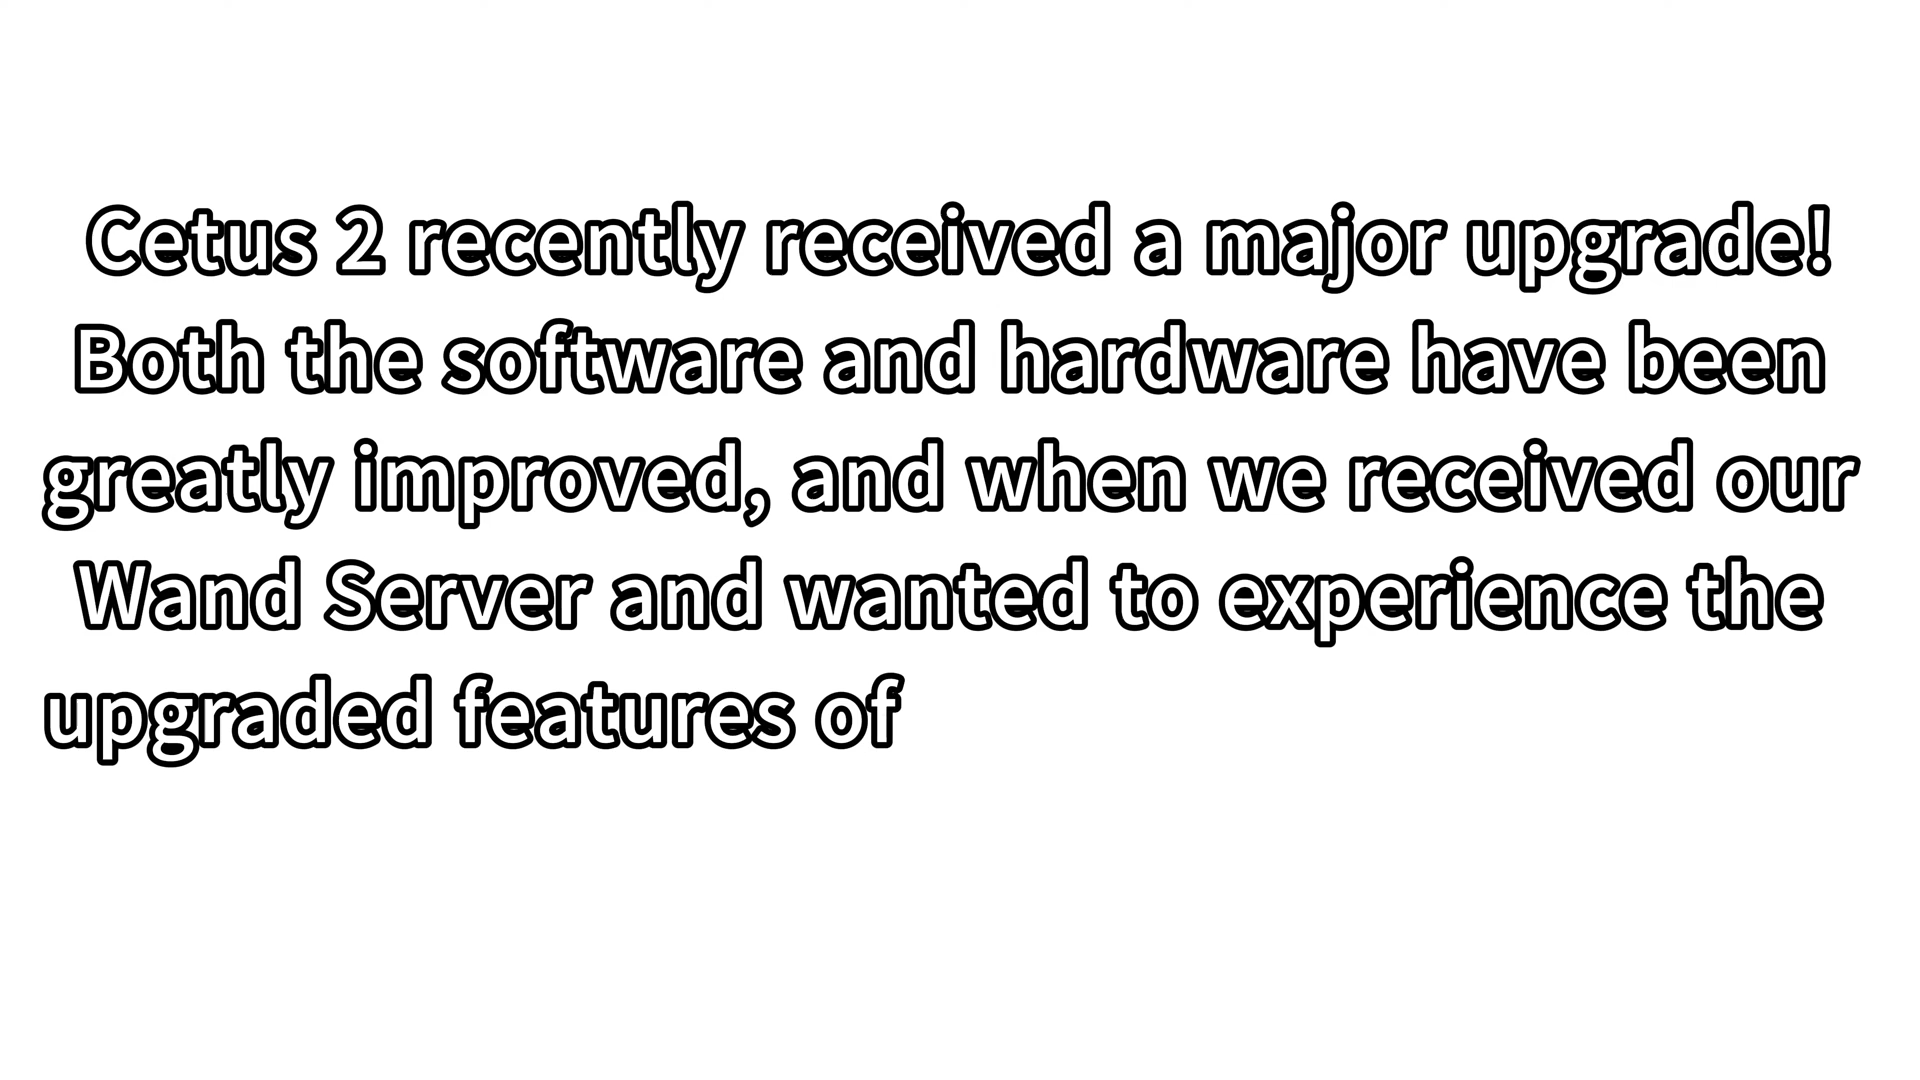 Cetus 2 recently received a major upgrade!
Both the software and hardware have been
greatly improved, and when we received our
Wand Server and wanted to experience the
upgraded features of